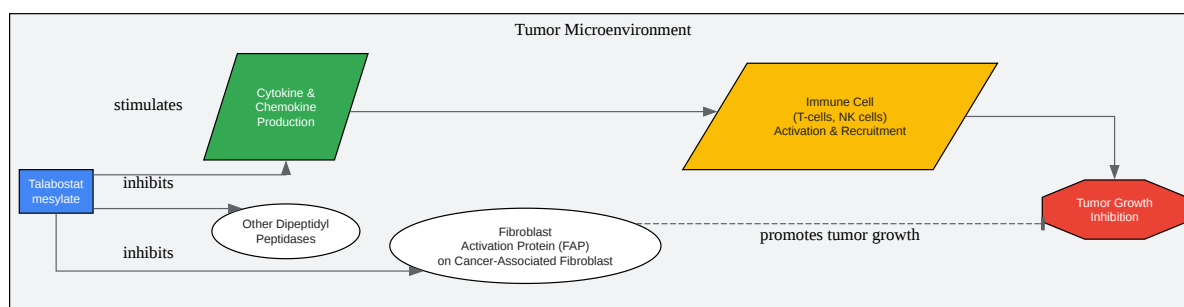 Tumor Microenvironment
stimulates
Cytokine &
Chemokine
Production
Immune Cell
(T-cells, NK cells)
Activation & Recruitment
Talabostat
mesylate
inhibits
Other Dipeptidyl
Peptidases
inhibits
Fibroblast
Activation Protein (FAP)
on Cancer-Associated Fibroblast
promotes tumor growth
Tumor Growth
Inhibition